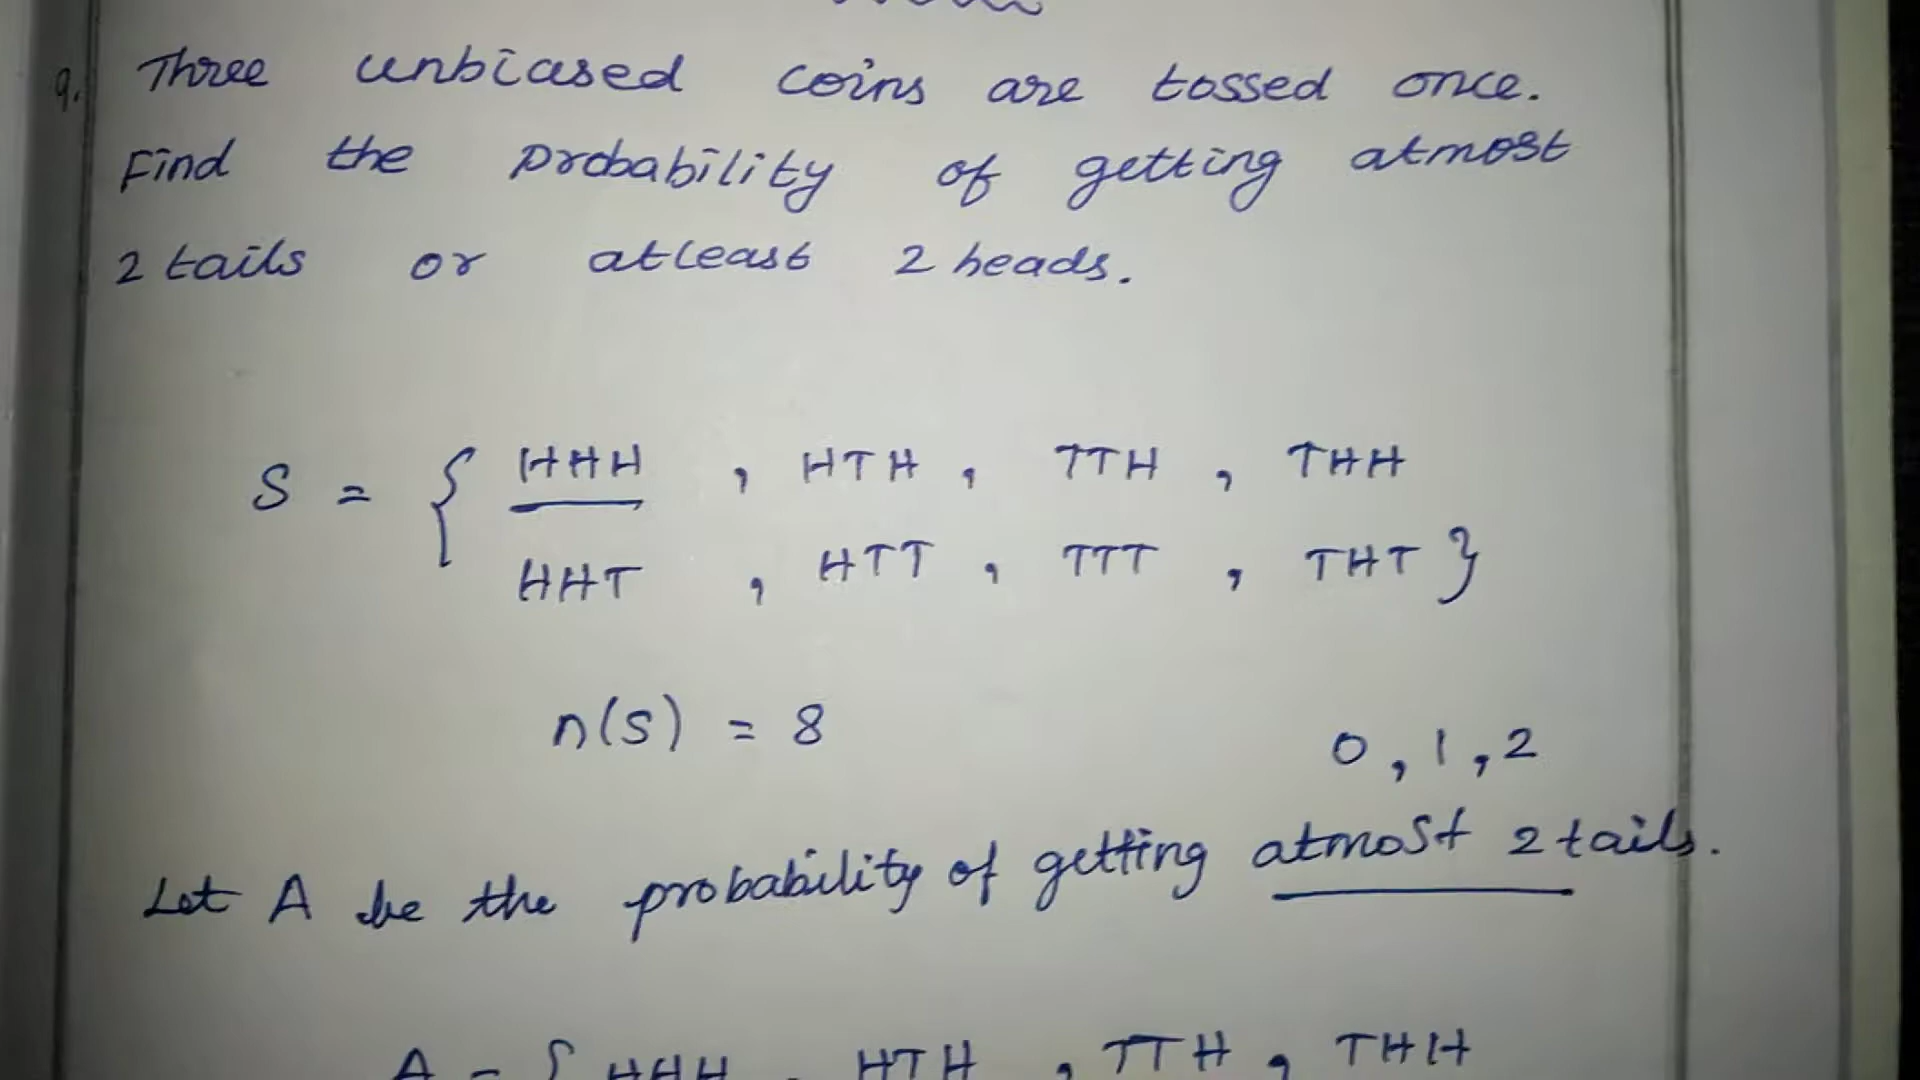 9. Three unbiased coins are tossed once.
Find the probability of getting atmost
2 tails or atleast 2 heads.
S = { HHH , HTH , TTH , THH
HHT , HTT , TTT , THT }
n(S) = 8
0, 1, 2
Let A be the probability of getting atmost 2 tails.
A = { HHH , HTH , TTH , THH